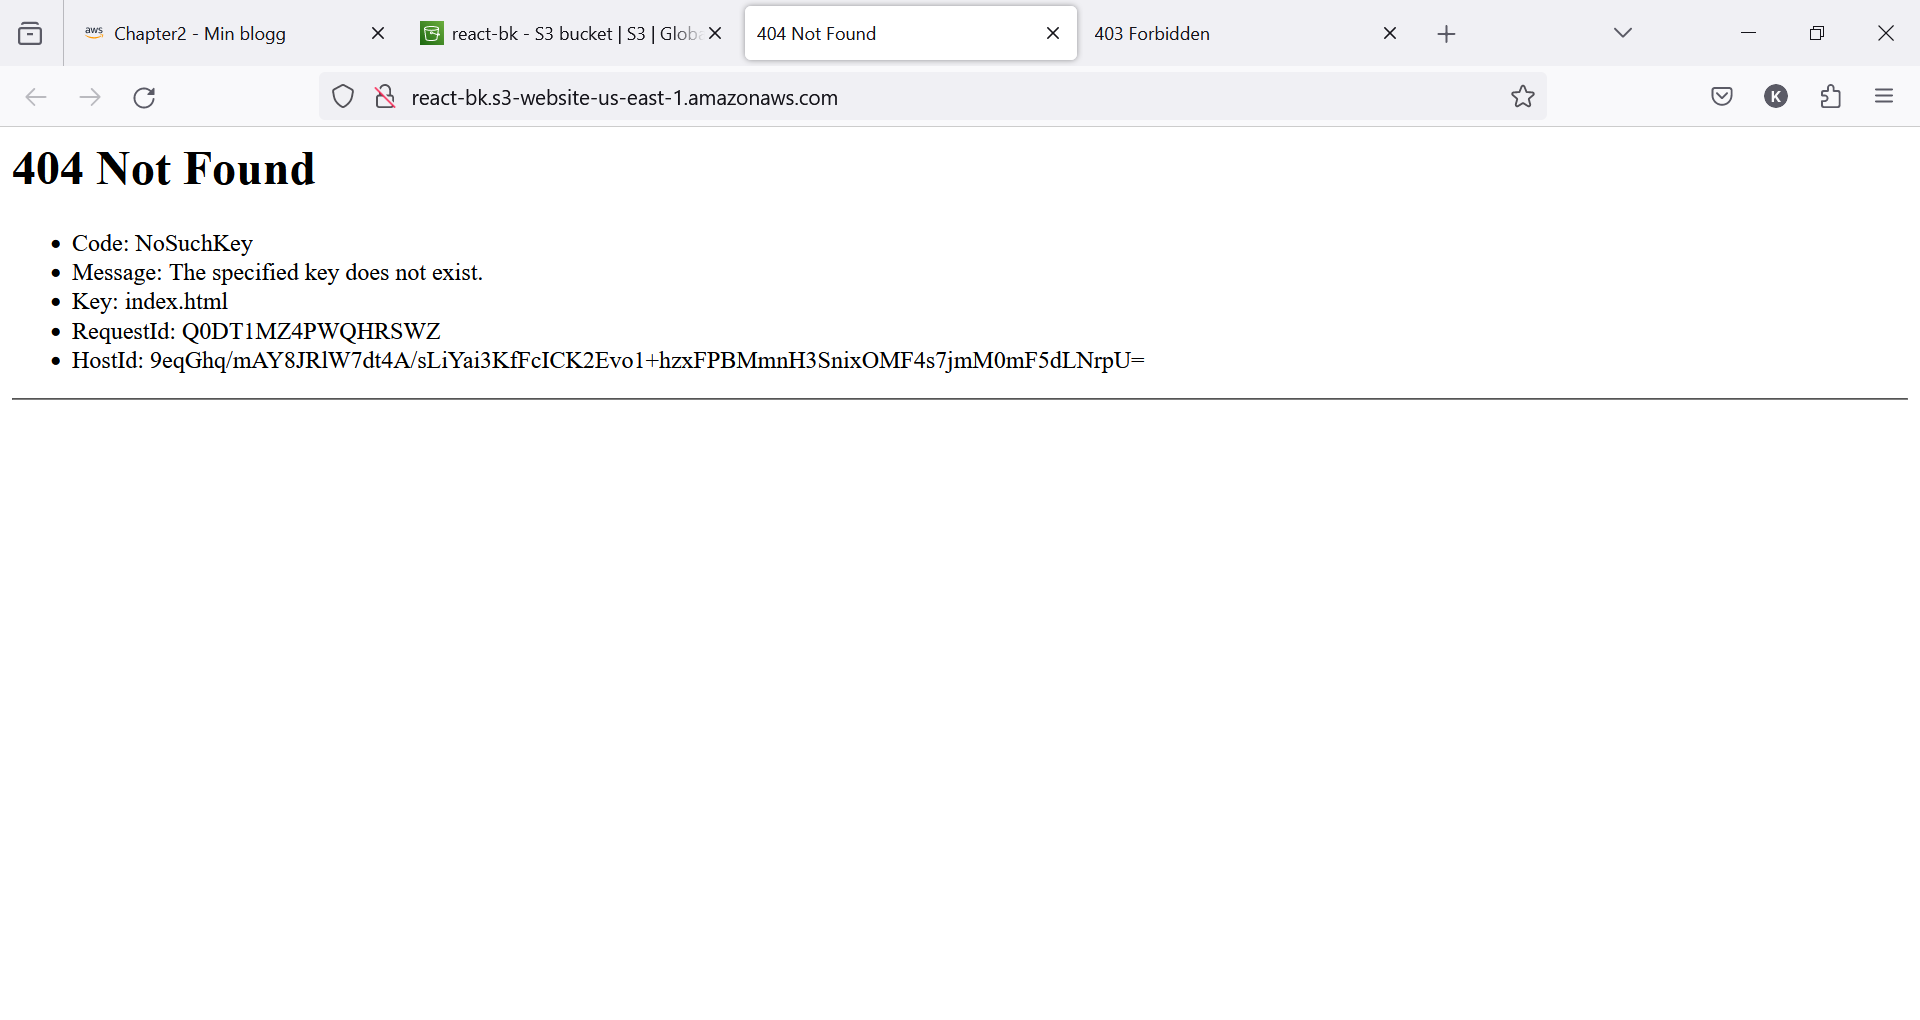 aws Chapter2 - Min blogg
react-bk - S3 bucket | S3 | Glob
404 Not Found
403 Forbidden
react-bk.s3-website-us-east-1.amazonaws.com
K
404 Not Found
• Code: NoSuchKey
• Message: The specified key does not exist.
• Key: index.html
• RequestId: Q0DT1MZ4PWQHRSWZ
• HostId: 9eqGhq/mAY8JRlW7dt4A/sLiYai3KfFcICK2Evo1+hzxFPBMmnH3SnixOMF4s7jmM0mF5dLNrpU=